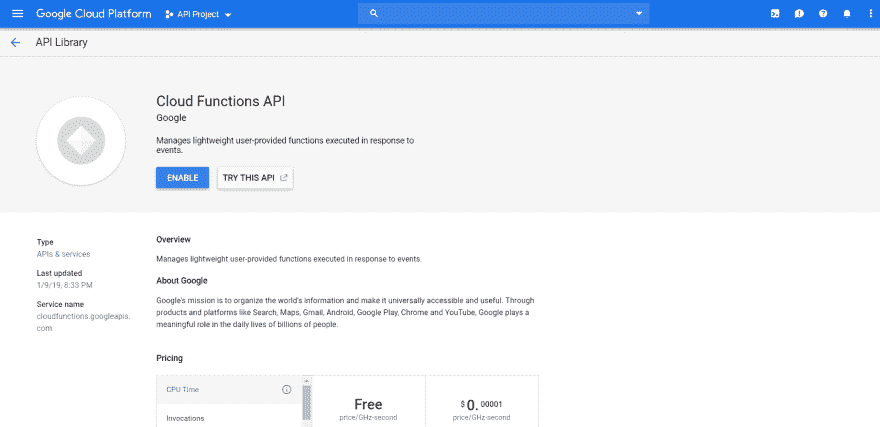 Google Cloud Platform API Project
API Library
Cloud Functions API
Google
Manages lightweight user-provided functions executed in response to
events.
ENABLE TRY THIS API
Type
APIs & services
Last updated
1/9/19, 8:33 PM
Service name
cloudfunctions.googleapis.
com
Overview
Manages lightweight user-provided functions executed in response to events.
About Google
Google's mission is to organize the world's information and make it universally accessible and useful. Through
products and platforms like Search, Maps, Gmail, Android, Google Play, Chrome and YouTube, Google plays a
meaningful role in the daily lives of billions of people.
Pricing
CPU Time
Invocations
Free
price/GHz-second
$0.00001
price/GHz-second